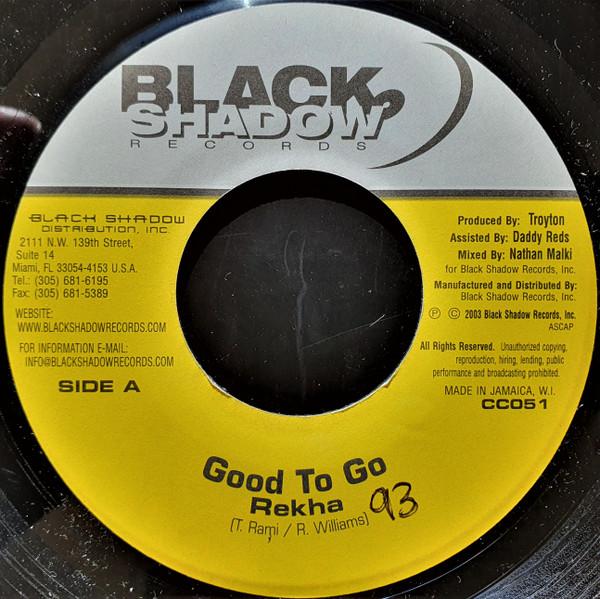 BLACK
SHADOW
RECORDS
BLACK SHADOW
DISTRIBUTION, INC.
2111 N.W. 139th Street,
Suite 14
Miami, FL 33054-4153 U.S.A.
Tel.: (305) 681-6195
Fax: (305) 681-5389
WEBSITE:
WWW.BLACKSHADOWRECORDS.COM
FOR INFORMATION E-MAIL:
INFO@BLACKSHADOWRECORDS.COM
SIDE A
Produced By: Troyton
Assisted By: Daddy Reds
Mixed By: Nathan Malki
for Black Shadow Records, Inc.
Manufactured and Distributed By:
Black Shadow Records, Inc.
℗ © 2003 Black Shadow Records, Inc.
ASCAP
All Rights Reserved. Unauthorized copying,
reproduction, hiring, lending, public
performance and broadcasting prohibited.
MADE IN JAMAICA, W.I.
CC051
Good To Go
Rekha
[T. Rami / R. Williams]
93